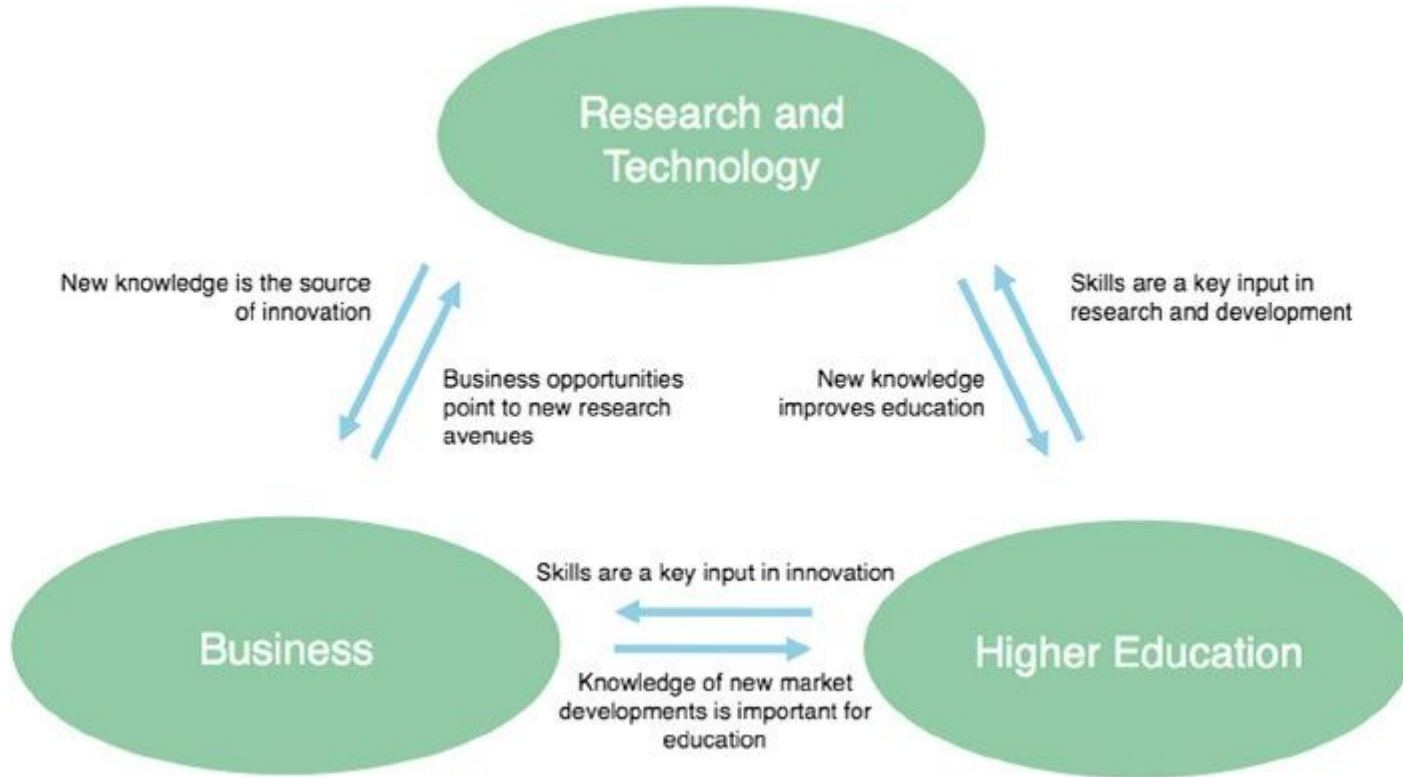 Research and
Technology
New knowledge is the source
of innovation
Skills are a key input in
research and development
Business opportunities
point to new research
avenues
New knowledge
improves education
Business
Skills are a key input in innovation
Knowledge of new market
developments is important for
education
Higher Education